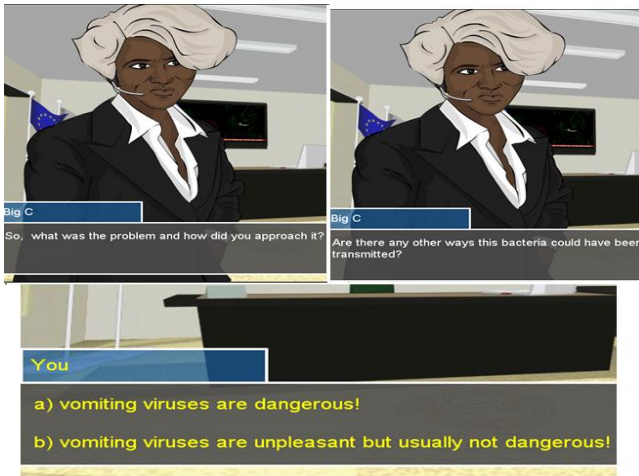 Big C
So, what was the problem and how did you approach it?
Big C
Are there any other ways this bacteria could have been
transmitted?
You
a) vomiting viruses are dangerous!
b) vomiting viruses are unpleasant but usually not dangerous!